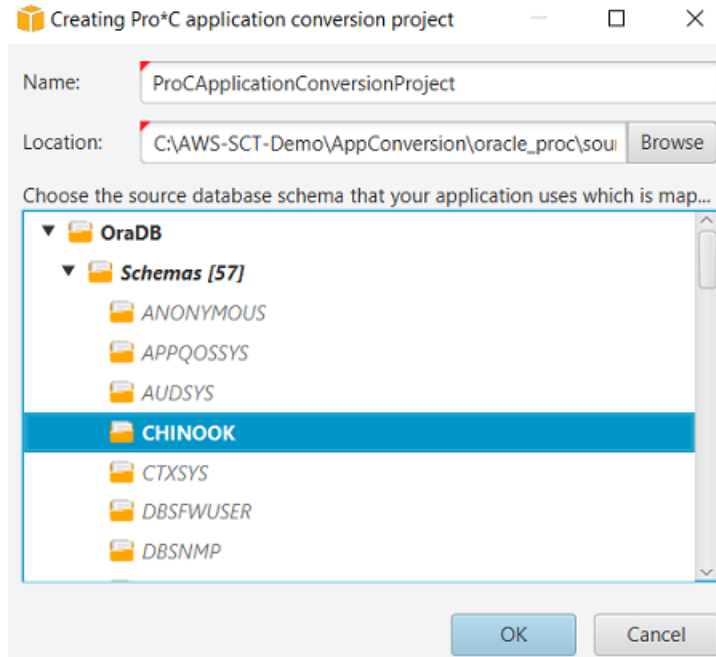 Creating Pro*C application conversion project
Name: ProCApplicationConversionProject
Location: C:\AWS-SCT-Demo\AppConversion\oracle_proc\sou Browse
Choose the source database schema that your application uses which is map...
OraDB
Schemas [57]
ANONYMOUS
APPQOSSYS
AUDSYS
CHINOOK
CTXSYS
DBSFWUSER
DBSNMP
OK Cancel